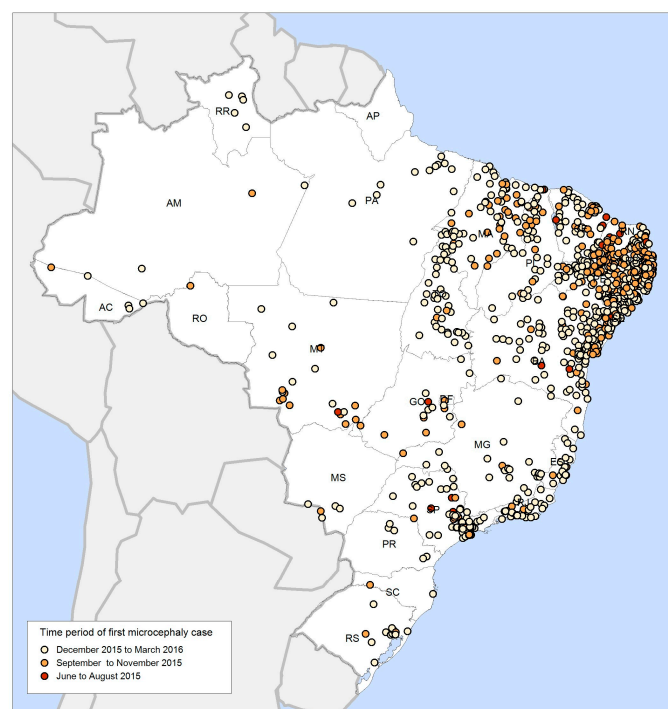 RR
AP
AM
PA
MA
RN
P
AC
RO
MT
BA
GO
DF
MG
ES
MS
SP
PR
SC
RS
Time period of first microcephaly case
December 2015 to March 2016
September to November 2015
June to August 2015